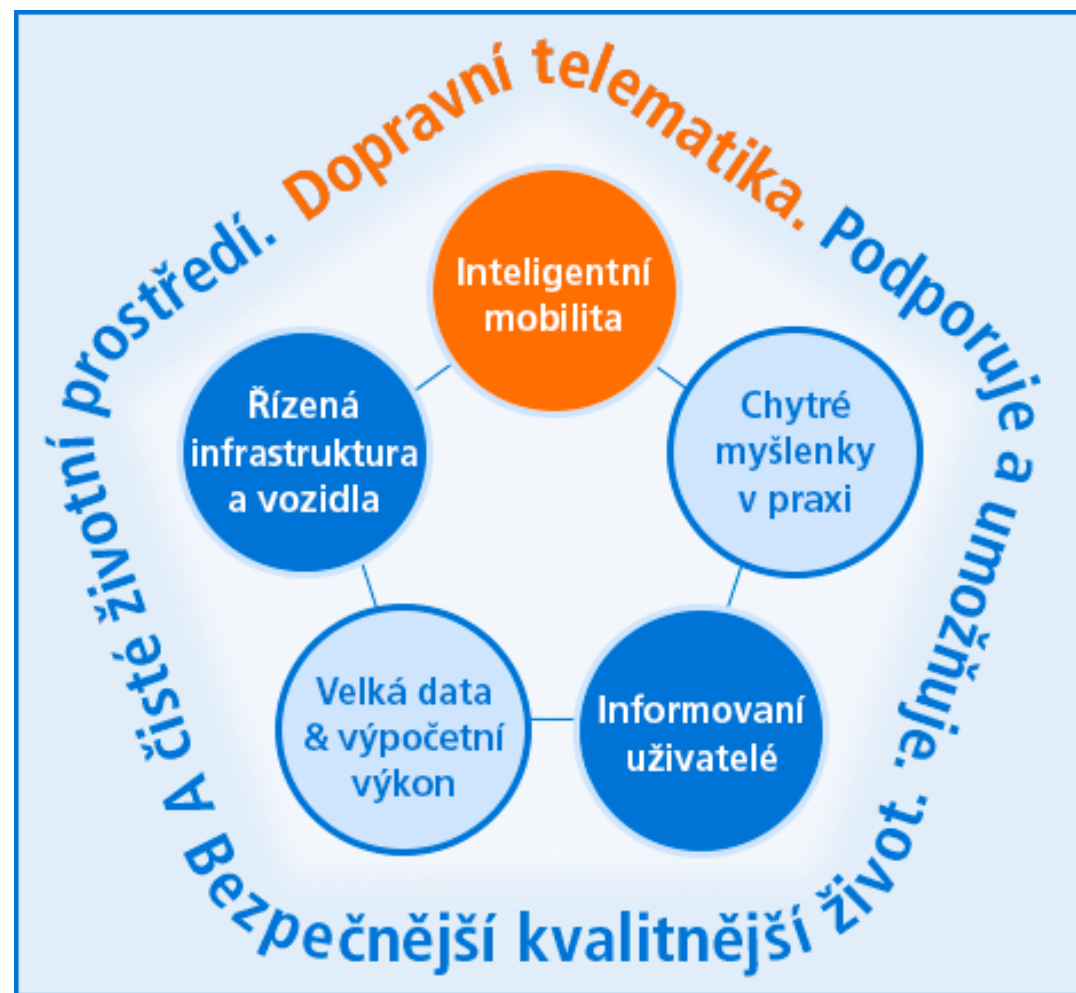 Dopravní telematika. Podporuje a umožňuje. Bezpečnější kvalitnější život. A čisté životní prostředí.
Inteligentní
mobilita
Chytré
myšlenky
v praxi
Informovaní
uživatelé
Velká data
& výpočetní
výkon
Řízená
infrastruktura
a vozidla